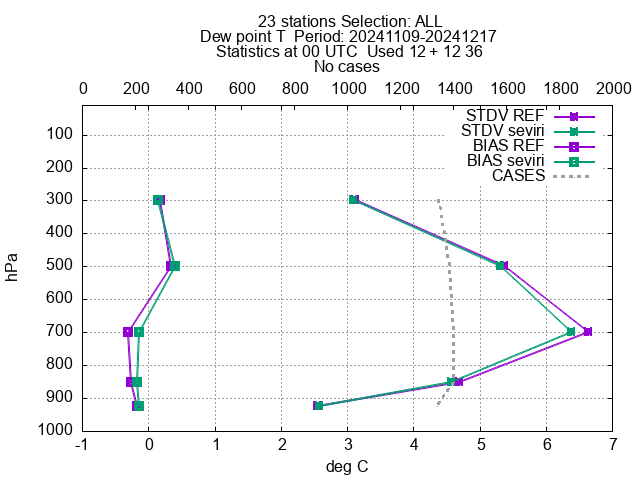 23 stations Selection: ALL
Dew point T  Period: 20241109-20241217
Statistics at 00 UTC  Used 12 + 12 36
No cases
0 200 300 400 600 900 1000 1400 1600 1900 2000
STDV REF
STDV seviri
BIAS REF
BIAS seviri
CASES
100
200
300
400
500
600
700
800
900
1000
hPa
-1 0 1 2 3 4 5 6 7
deg C